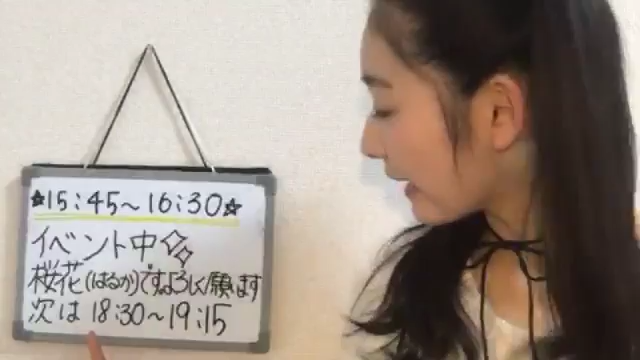 ★15:45～16:30★
イベント中
桜花(はるか)です。よろしく願います
次は 18:30～19:15